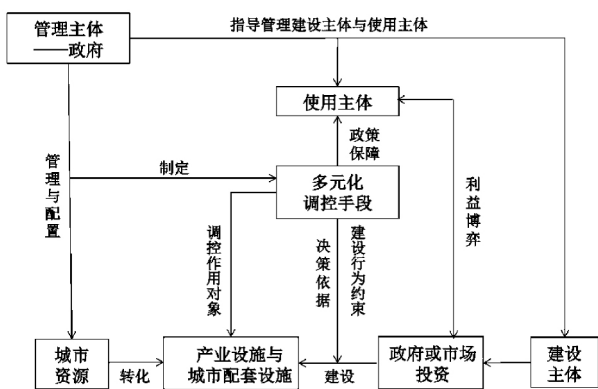 管理主体
——政府
指导管理建设主体与使用主体
使用主体
政策
保障
制定
多元化
调控手段
管理与配置
利益博弈
调控作用对象
决策依据
建设行为约束
城市
资源
转化
产业设施与
城市配套设施
建设
政府或市场
投资
建设
主体